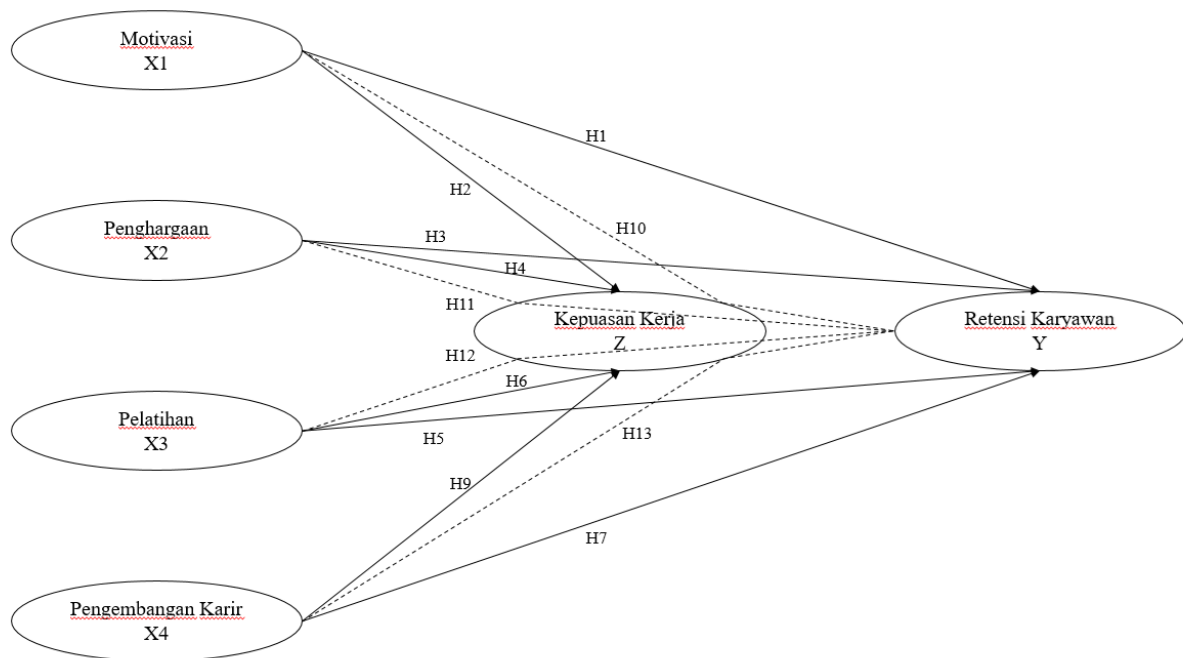 Motivasi
X1
H1
H2
Penghargaan
X2
H3
H10
H4
H11
Kepuasan Kerja
Z
Retensi Karyawan
Y
H12
H6
Pelatihan
X3
H5
H13
H9
H7
Pengembangan Karir
X4